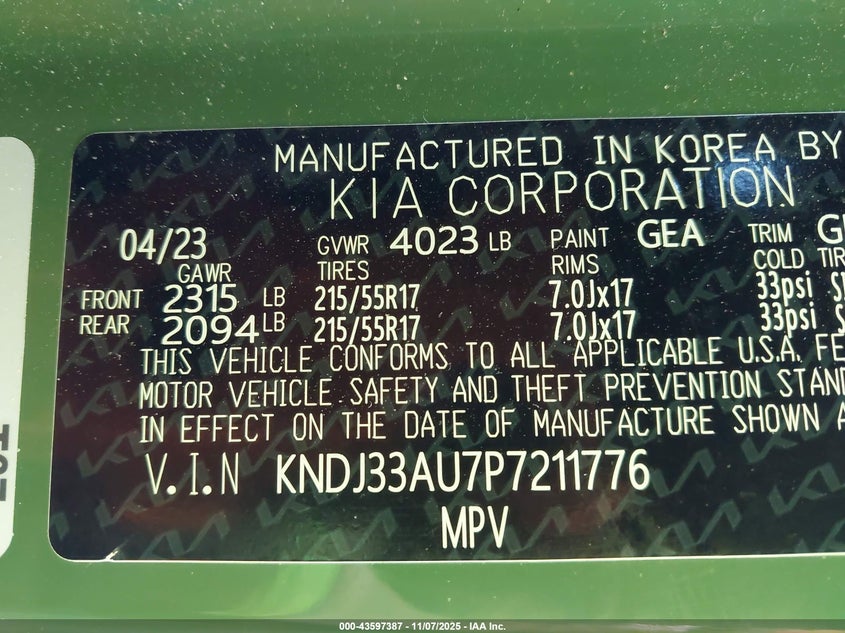 MANUFACTURED IN KOREA BY
KIA CORPORATION
04/23 GVWR 4023 LB PAINT GEA TRIM
GAWR TIRES RIMS COLD
FRONT 2315 LB 215/55R17 7.0Jx17 33psi
REAR 2094 LB 215/55R17 7.0Jx17 33psi
THIS VEHICLE CONFORMS TO ALL APPLICABLE U.S.A.
MOTOR VEHICLE SAFETY AND THEFT PREVENTION
IN EFFECT ON THE DATE OF MANUFACTURE SHOWN
V.I.N KNDJ33AU7P7211776
MPV
000-43597387 - 11/07/2025 - IAA Inc.